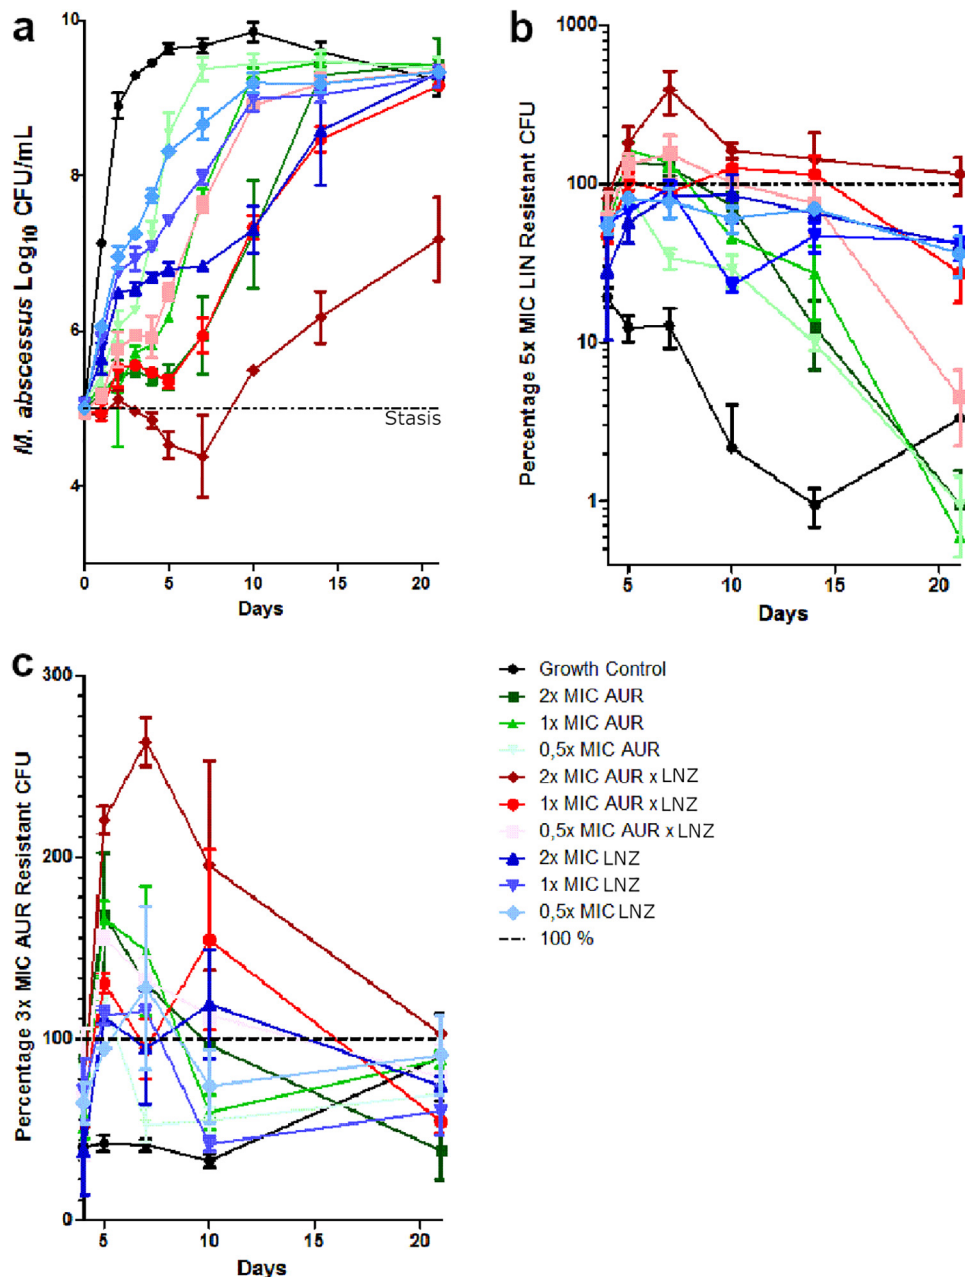 a
10
8
6
4
M. abscessus Log10 CFU/mL
Stasis
0
5
10
15
20
Days
b
1000
100
10
1
Percentage 5x MIC LIN Resistant CFU
5
10
15
20
Days
c
300
200
100
0
Percentage 3x MIC AUR Resistant CFU
5
10
15
20
Days
Growth Control
2x MIC AUR
1x MIC AUR
0,5x MIC AUR
2x MIC AUR x LNZ
1x MIC AUR x LNZ
0,5x MIC AUR x LNZ
2x MIC LNZ
1x MIC LNZ
0,5x MIC LNZ
100 %